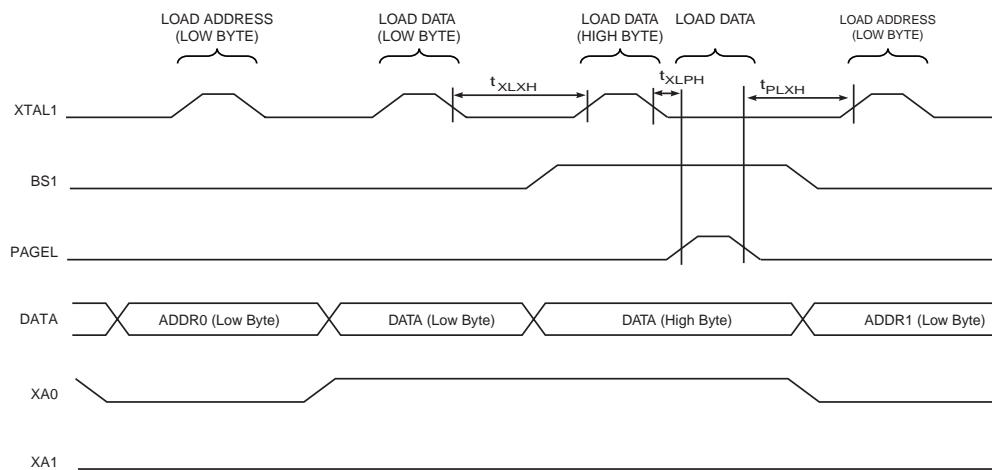 LOAD ADDRESS
(LOW BYTE)
LOAD DATA
(LOW BYTE)
LOAD DATA
(HIGH BYTE)
LOAD DATA
LOAD ADDRESS
(LOW BYTE)
tXLXH
tXLPH
tPLXH
XTAL1
BS1
PAGEL
DATA
ADDR0 (Low Byte)
DATA (Low Byte)
DATA (High Byte)
ADDR1 (Low Byte)
XA0
XA1